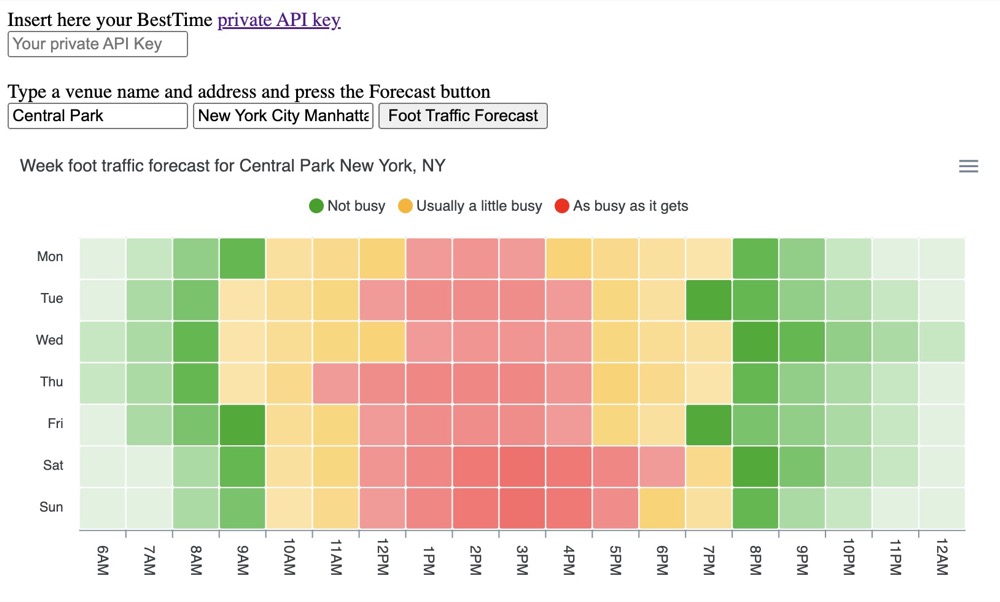 Insert here your BestTime private API key
Your private API Key
Type a venue name and address and press the Forecast button
Central Park New York City Manhatta Foot Traffic Forecast
Week foot traffic forecast for Central Park New York, NY
Not busy Usually a little busy As busy as it gets
Mon
Tue
Wed
Thu
Fri
Sat
Sun
6AM 7AM 8AM 9AM 10AM 11AM 12PM 1PM 2PM 3PM 4PM 5PM 6PM 7PM 8PM 9PM 10PM 11PM 12AM